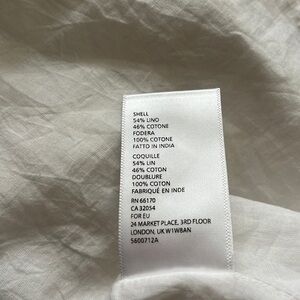 SHELL
54% LINO
46% COTONE
FODERA
100% COTONE
FATTO IN INDIA
COQUILLE
54% LIN
46% COTON
DOUBLURE
100% COTON
FABRIQUÉ EN INDE
RN 66170
CA 32054
FOR EU
24 MARKET PLACE, 3RD FLOOR
LONDON, UK W1W8AN
5600712A